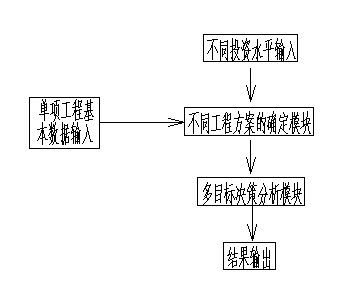 不同投资水平输入
单项工程基
本数据输入
不同工程方案的确定模块
多目标决策分析模块
结果输出